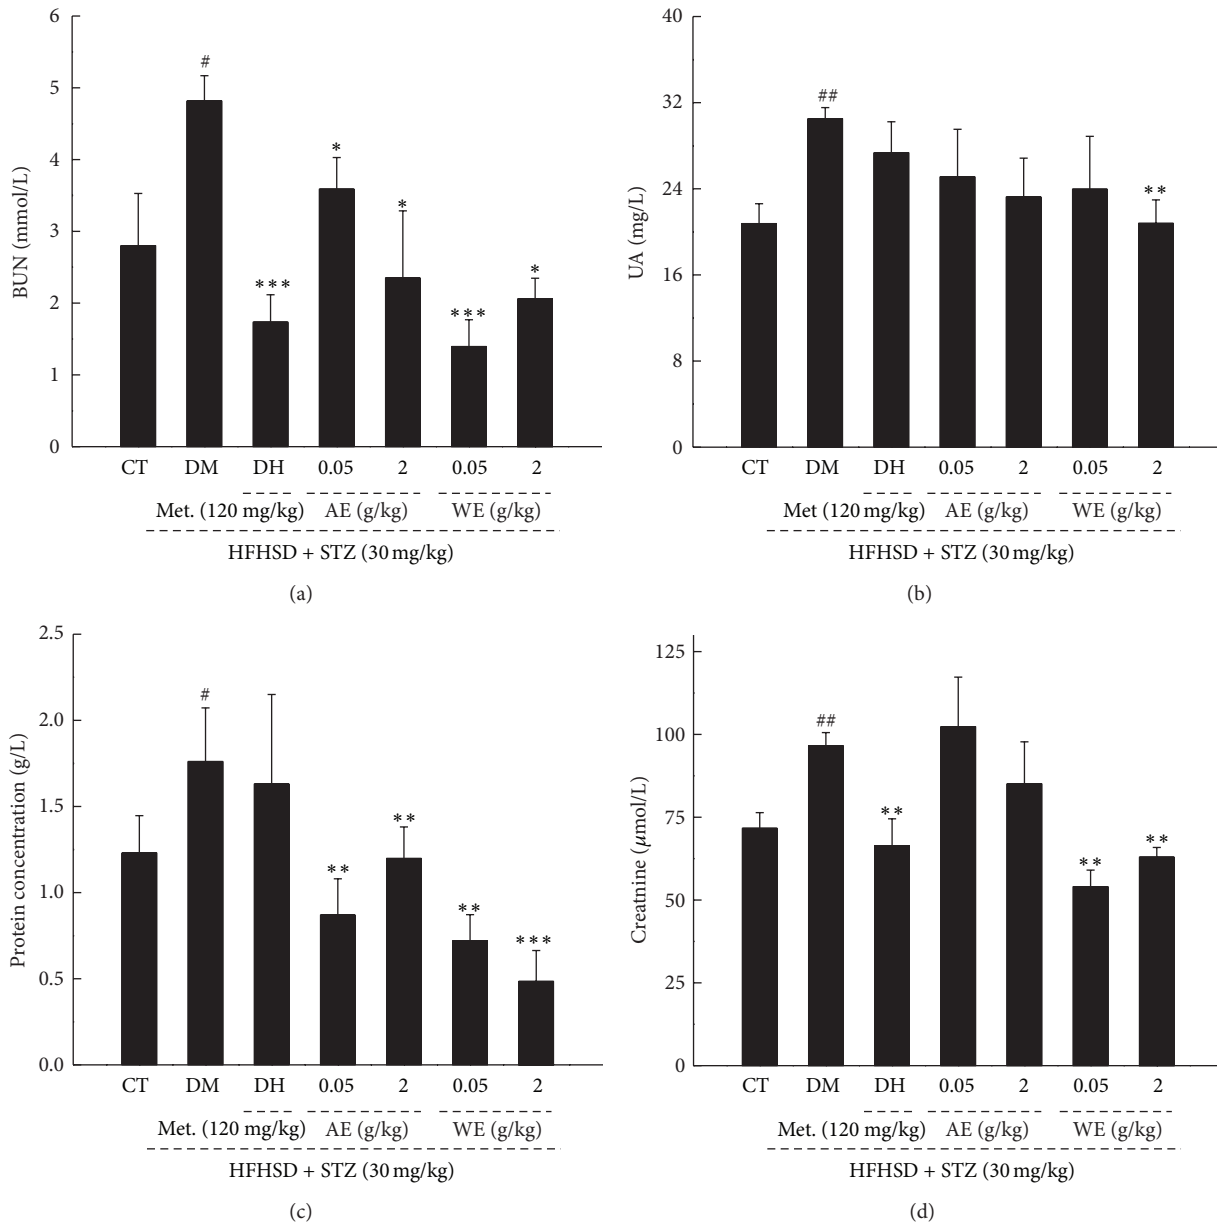 6
5
4
3
2
1
0
BUN (mmol/L)
#
***
*
*
***
*
CT DM DH 0.05 2 0.05 2
Met. (120 mg/kg) AE (g/kg) WE (g/kg)
HFHSD + STZ (30 mg/kg)
(a)
40
32
24
16
8
0
UA (mg/L)
##
**
CT DM DH 0.05 2 0.05 2
Met (120 mg/kg) AE (g/kg) WE (g/kg)
HFHSD + STZ (30 mg/kg)
(b)
2.5
2.0
1.5
1.0
0.5
0.0
Protein concentration (g/L)
#
**
**
**
***
CT DM DH 0.05 2 0.05 2
Met. (120 mg/kg) AE (g/kg) WE (g/kg)
HFHSD + STZ (30 mg/kg)
(c)
125
100
75
50
25
0
Creatnine (μmol/L)
##
**
**
**
CT DM DH 0.05 2 0.05 2
Met. (120 mg/kg) AE (g/kg) WE (g/kg)
HFHSD + STZ (30 mg/kg)
(d)